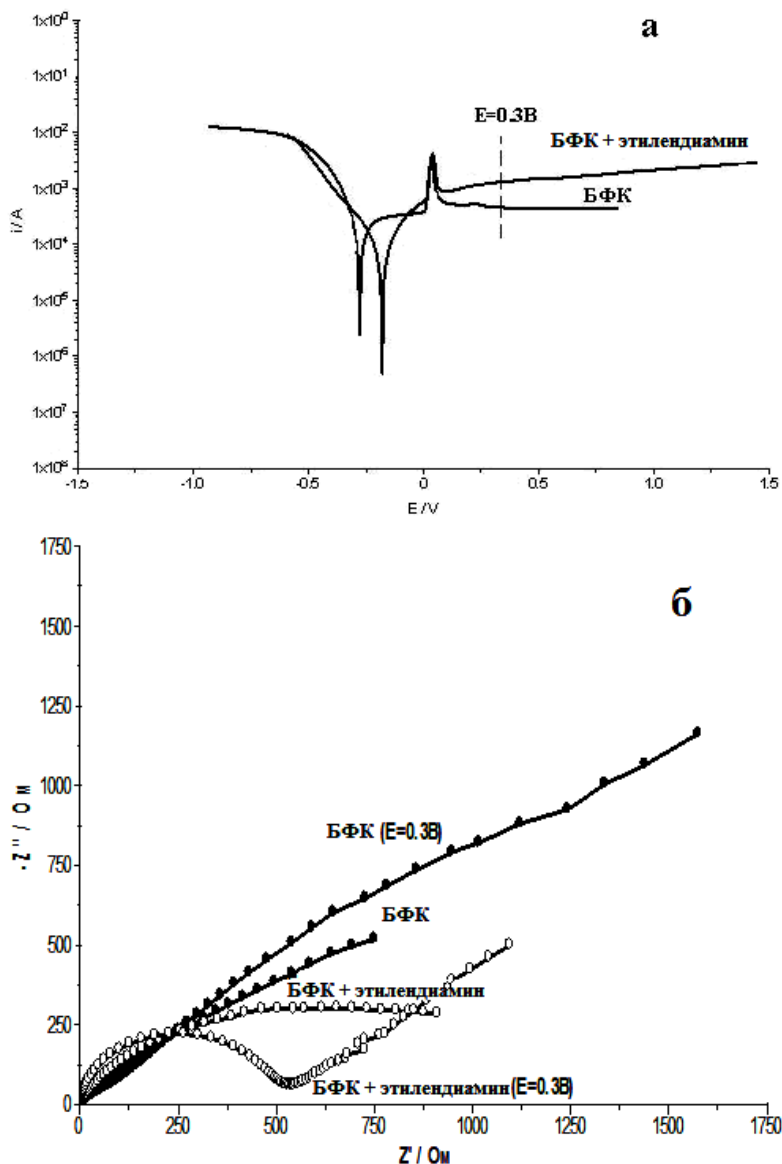 а
1x10⁰
1x10¹
1x10²
1x10³
1x10⁴
1x10⁵
1x10⁶
1x10⁷
1x10⁸
i / A
E=0.3В
БФК + этилендиамин
БФК
-1.5
-1.0
-0.5
0
0.5
1.0
1.5
E / V
б
1750
1500
1250
1000
750
500
250
0
- Z'' / Ом
БФК (E=0.3В)
БФК
БФК + этилендиамин
БФК + этилендиамин (E=0.3В)
0
250
500
750
1000
1250
1500
1750
Z' / Ом